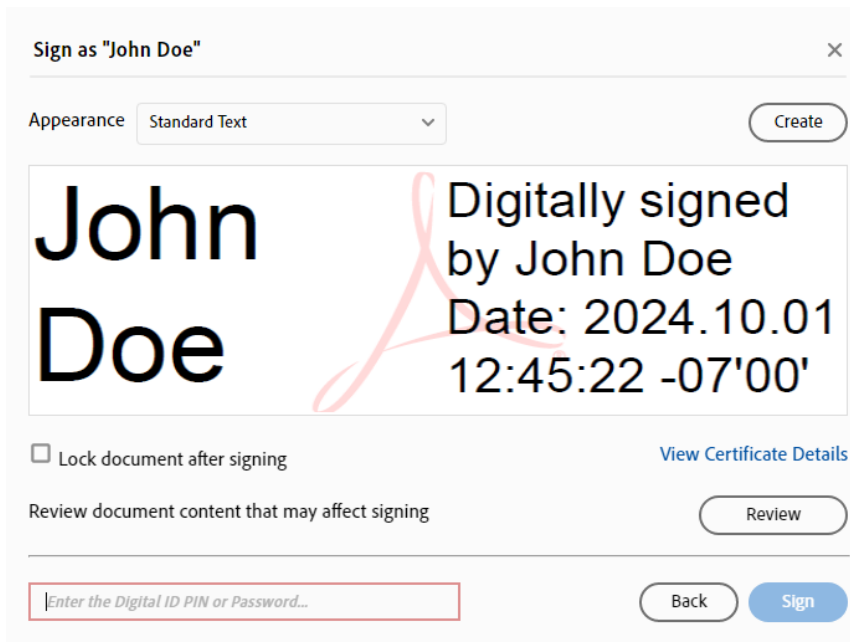 Sign as "John Doe"
Appearance Standard Text Create
John
Doe
Digitally signed
by John Doe
Date: 2024.10.01
12:45:22 -07'00'
Lock document after signing View Certificate Details
Review document content that may affect signing Review
Enter the Digital ID PIN or Password... Back Sign